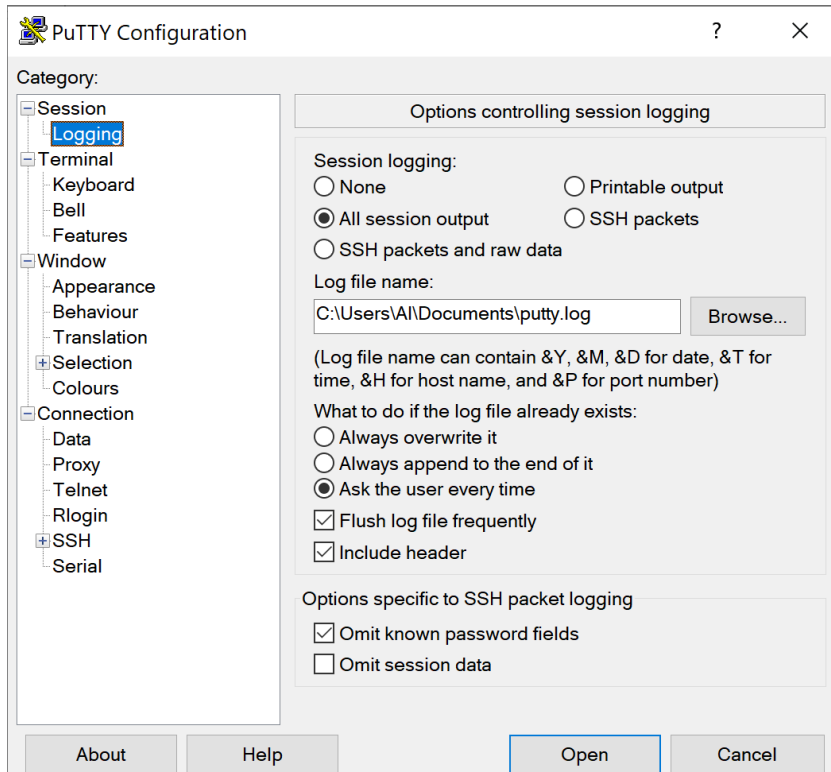 PuTTY Configuration
?
Category:
Session
Logging
Terminal
Keyboard
Bell
Features
Window
Appearance
Behaviour
Translation
Selection
Colours
Connection
Data
Proxy
Telnet
Rlogin
SSH
Serial
Options controlling session logging
Session logging:
None
Printable output
All session output
SSH packets
SSH packets and raw data
Log file name:
C:\Users\Al\Documents\putty.log
Browse...
(Log file name can contain &Y, &M, &D for date, &T for
time, &H for host name, and &P for port number)
What to do if the log file already exists:
Always overwrite it
Always append to the end of it
Ask the user every time
Flush log file frequently
Include header
Options specific to SSH packet logging
Omit known password fields
Omit session data
About
Help
Open
Cancel